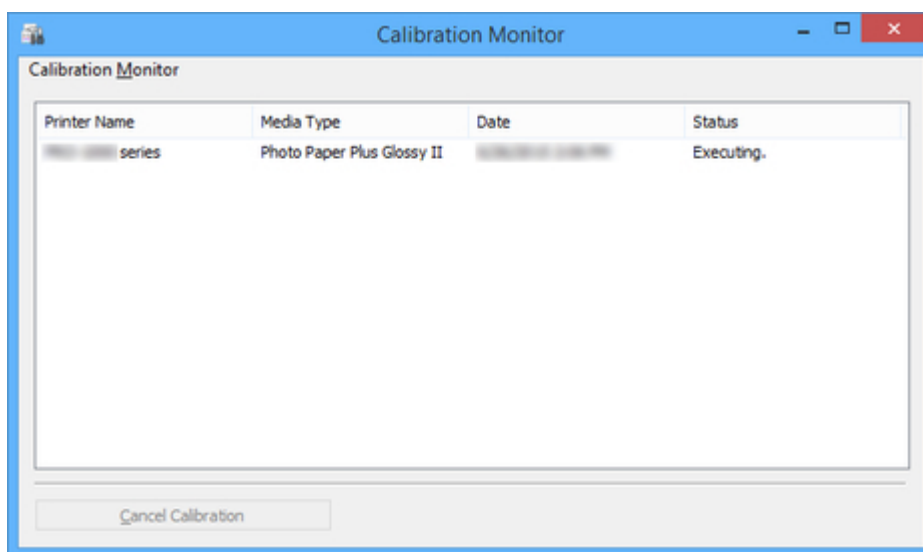 Calibration Monitor
Calibration Monitor
Printer Name Media Type Date Status
series Photo Paper Plus Glossy II Executing.
Cancel Calibration